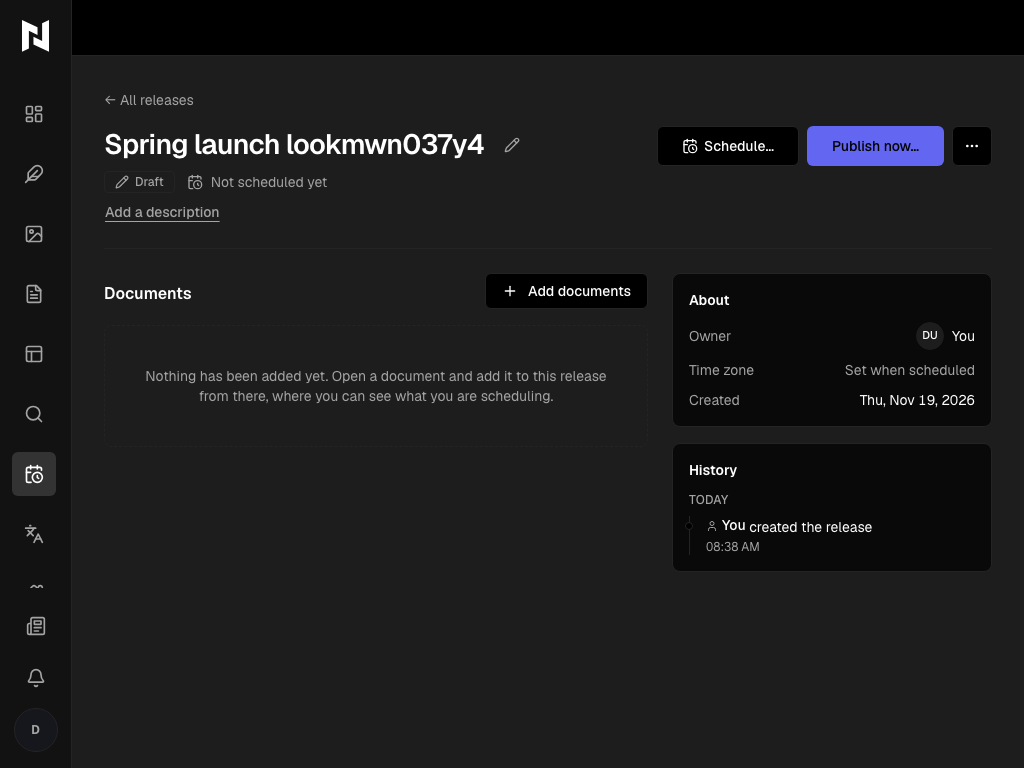 ← All releases
Spring launch lookmwn037y4
Schedule...
Publish now...
Draft
Not scheduled yet
Add a description
Documents
Add documents
Nothing has been added yet. Open a document and add it to this release
from there, where you can see what you are scheduling.
About
Owner
DU
You
Time zone
Set when scheduled
Created
Thu, Nov 19, 2026
History
TODAY
You created the release
08:38 AM
D